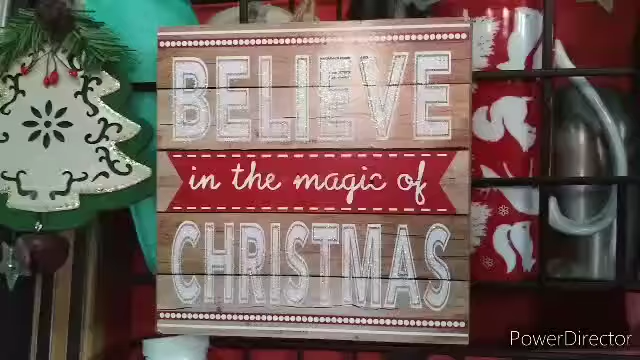 BELIEVE
in the magic of
CHRISTMAS
PowerDirector